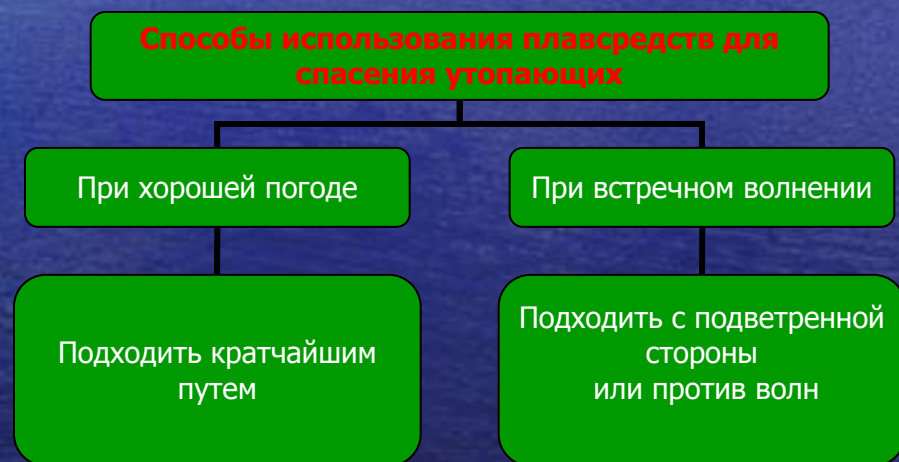 Способы использования плавсредств для
спасения утопающих
При хорошей погоде
При встречном волнении
Подходить кратчайшим
путем
Подходить с подветренной
стороны
или против волн